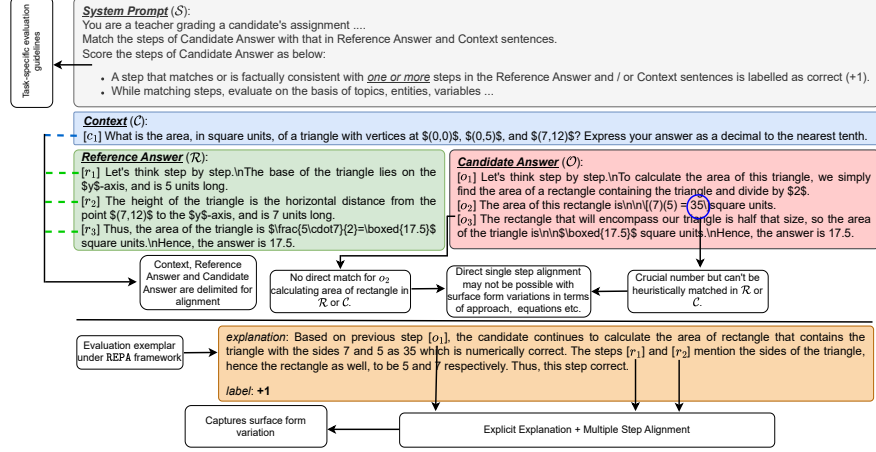 Task-specific evaluation
guidelines
System Prompt (𝒮):
You are a teacher grading a candidate's assignment ....
Match the steps of Candidate Answer with that in Reference Answer and Context sentences.
Score the steps of Candidate Answer as below:
• A step that matches or is factually consistent with one or more steps in the Reference Answer and / or Context sentences is labelled as correct (+1).
• While matching steps, evaluate on the basis of topics, entities, variables ...
Context (𝒞):
[c₁] What is the area, in square units, of a triangle with vertices at $(0,0)$, $(0,5)$, and $(7,12)$? Express your answer as a decimal to the nearest tenth.
Reference Answer (ℛ):
[r₁] Let's think step by step.\nThe base of the triangle lies on the
$y$-axis, and is 5 units long.
[r₂] The height of the triangle is the horizontal distance from the
point $(7,12)$ to the $y$-axis, and is 7 units long.
[r₃] Thus, the area of the triangle is $\frac{5\cdot7}{2}=\boxed{17.5}$
square units.\nHence, the answer is 17.5.
Candidate Answer (𝒪):
[o₁] Let's think step by step.\nTo calculate the area of this triangle, we simply
find the area of a rectangle containing the triangle and divide by $2$.
[o₂] The area of this rectangle is\n\n\[(7)(5) = 35\ square units.
[o₃] The rectangle that will encompass our triangle is half that size, so the area
of the triangle is\n\n$\boxed{17.5}$ square units.\nHence, the answer is 17.5.
Context, Reference
Answer and Candidate
Answer are delimited for
alignment
No direct match for o₂
calculating area of rectangle in
ℛ or 𝒞.
Direct single step alignment
may not be possible with
surface form variations in terms
of approach, equations etc.
Crucial number but can't be
heuristically matched in ℛ or
𝒞.
Evaluation exemplar
under REPA framework
explanation: Based on previous step [o₁], the candidate continues to calculate the area of rectangle that contains the
triangle with the sides 7 and 5 as 35 which is numerically correct. The steps [r₁] and [r₂] mention the sides of the triangle,
hence the rectangle as well, to be 5 and 7 respectively. Thus, this step correct.
label: +1
Captures surface form
variation
Explicit Explanation + Multiple Step Alignment